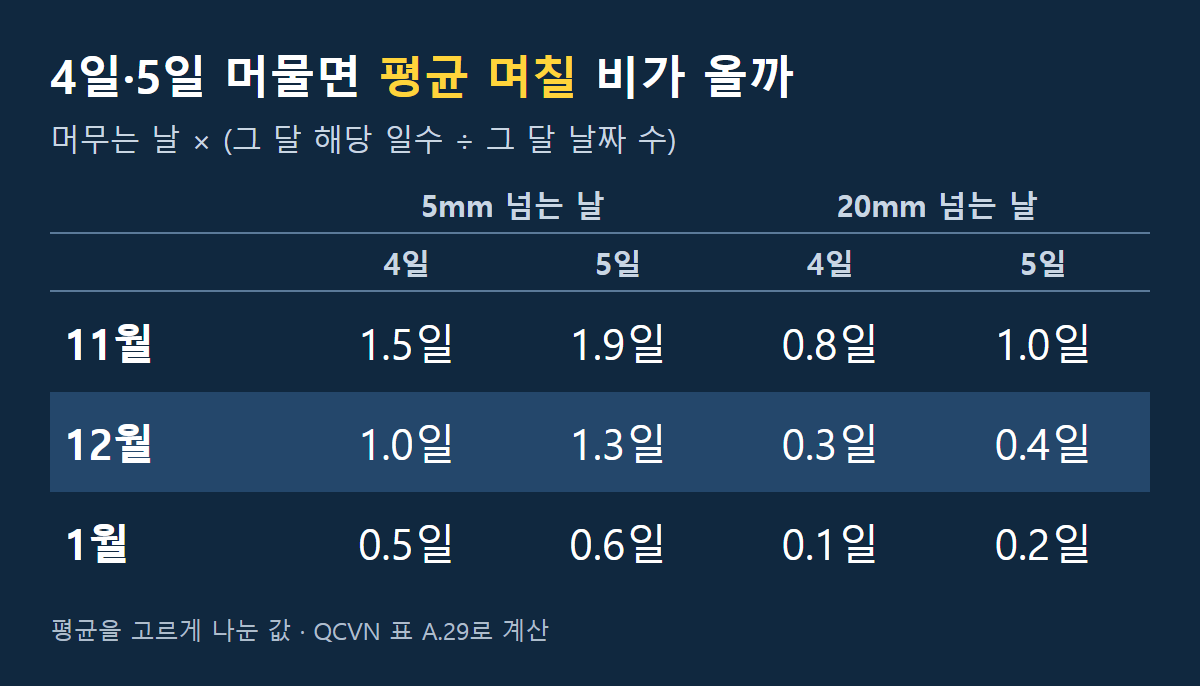 4일·5일 머물면 평균 며칠 비가 올까
머무는 날 × (그 달 해당 일수 ÷ 그 달 날짜 수)
5mm 넘는 날 20mm 넘는 날
4일 5일 4일 5일
11월 1.5일 1.9일 0.8일 1.0일
12월 1.0일 1.3일 0.3일 0.4일
1월 0.5일 0.6일 0.1일 0.2일
평균을 고르게 나눈 값 · QCVN 표 A.29로 계산